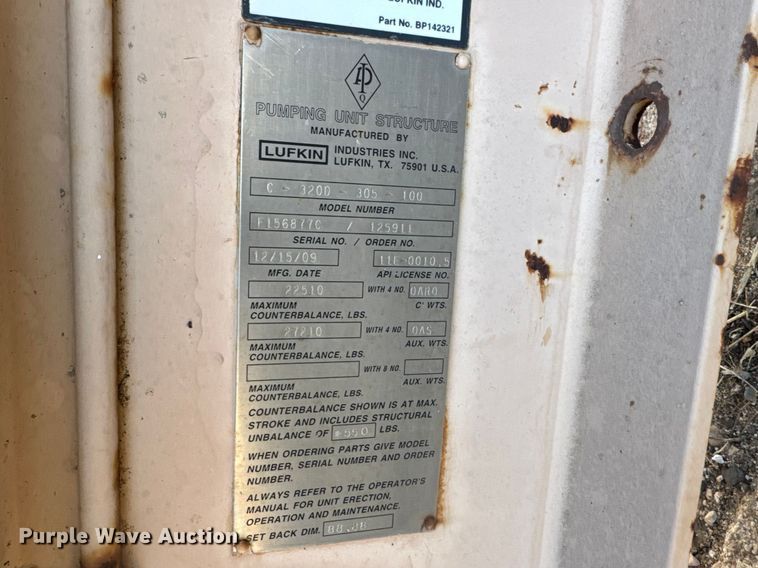 LUFKIN IND.
Part No. BP142321
API
Q
PUMPING UNIT STRUCTURE
MANUFACTURED BY
LUFKIN INDUSTRIES INC.
LUFKIN, TX. 75901 U.S.A.
C - 320D - 305 - 100
MODEL NUMBER
F156877C / 125911
SERIAL NO. / ORDER NO.
12/15/09 11E-0010.5
MFG. DATE API LICENSE NO.
22510 WITH 4 NO. OARO
MAXIMUM C' WTS.
COUNTERBALANCE, LBS.
27210 WITH 4 NO. OAS
MAXIMUM AUX. WTS.
COUNTERBALANCE, LBS.
WITH 8 NO.
MAXIMUM AUX. WTS.
COUNTERBALANCE, LBS.
COUNTERBALANCE SHOWN IS AT MAX.
STROKE AND INCLUDES STRUCTURAL
UNBALANCE OF +550 LBS.
WHEN ORDERING PARTS GIVE MODEL
NUMBER, SERIAL NUMBER AND ORDER
NUMBER.
ALWAYS REFER TO THE OPERATOR'S
MANUAL FOR UNIT ERECTION,
OPERATION AND MAINTENANCE.
SET BACK DIM.
Purple Wave Auction